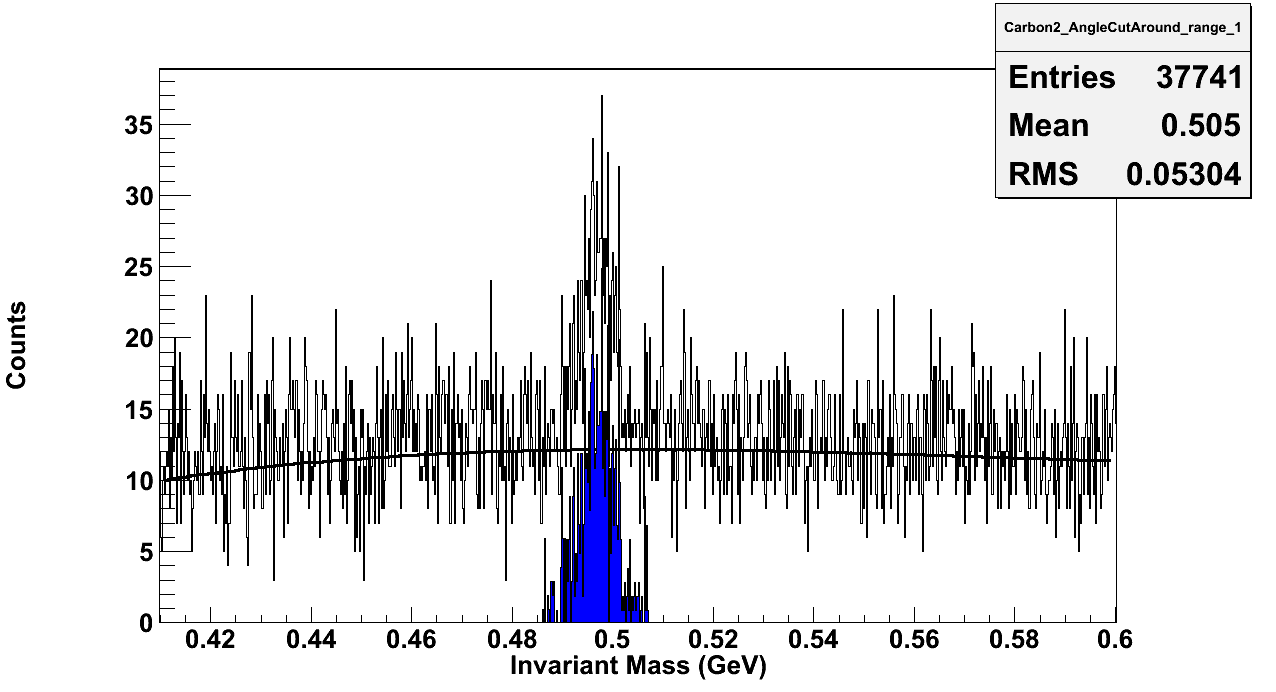 Carbon2_AngleCutAround_range_1
Entries 37741
Mean 0.505
RMS 0.05304
Counts
35
30
25
20
15
10
5
0
0.42 0.44 0.46 0.48 0.5 0.52 0.54 0.56 0.58 0.6
Invariant Mass (GeV)